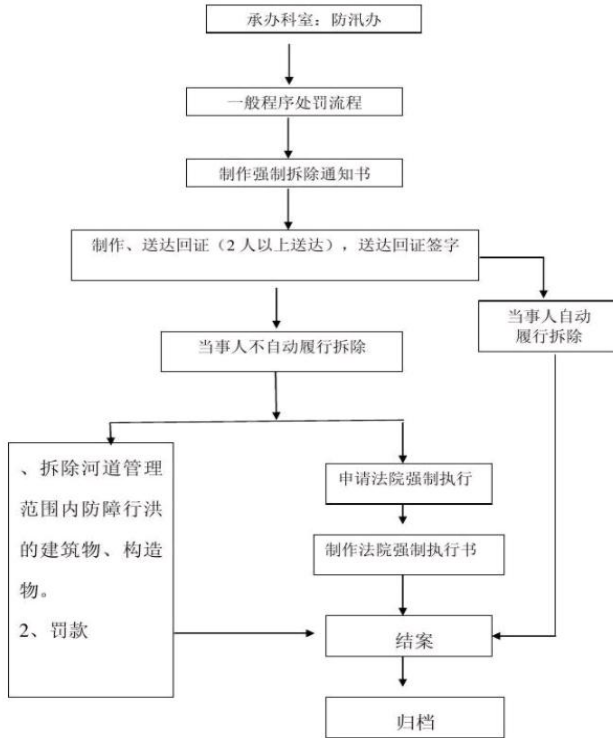 承办科室：防汛办
一般程序处罚流程
制作强制拆除通知书
制作、送达回证（2 人以上送达），送达回证签字
当事人自动
履行拆除
当事人不自动履行拆除
、拆除河道管理
范围内防障行洪
的建筑物、构造
物。
2、罚款
申请法院强制执行
制作法院强制执行书
结案
归档